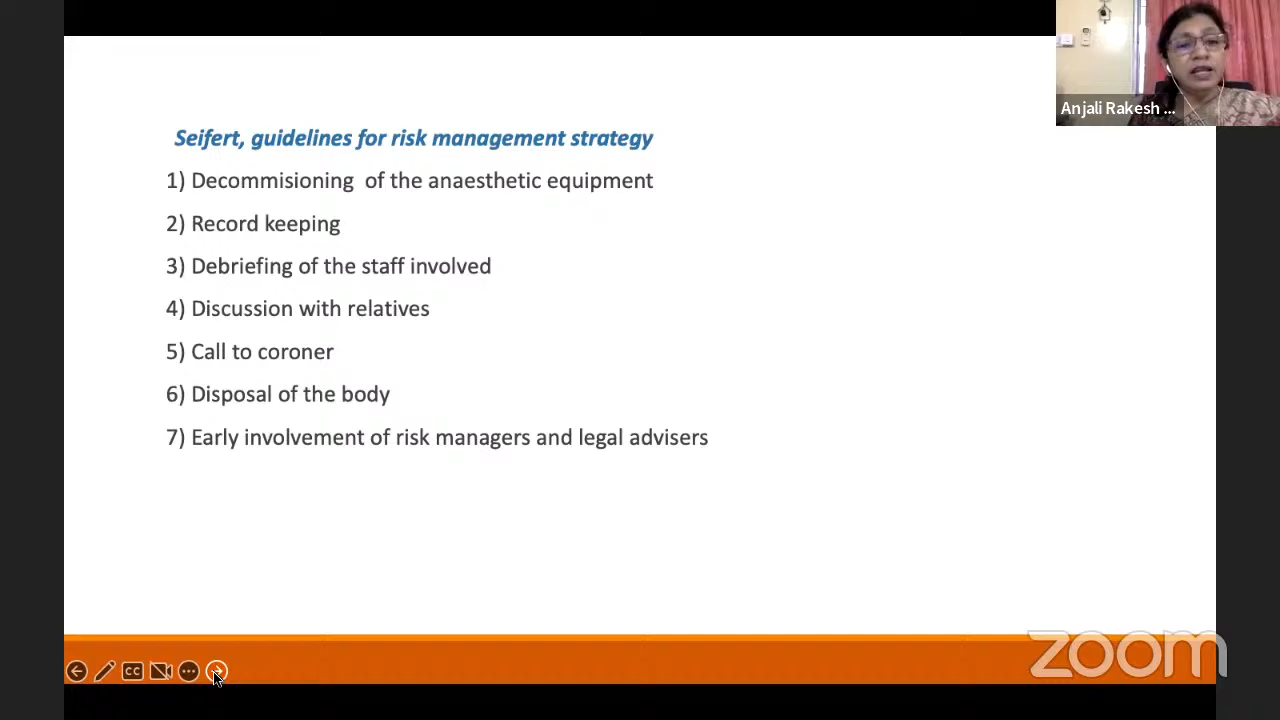 Anjali Rakesh ...
Seifert, guidelines for risk management strategy
1) Decommisioning of the anaesthetic equipment
2) Record keeping
3) Debriefing of the staff involved
4) Discussion with relatives
5) Call to coroner
6) Disposal of the body
7) Early involvement of risk managers and legal advisers
CC
zoom